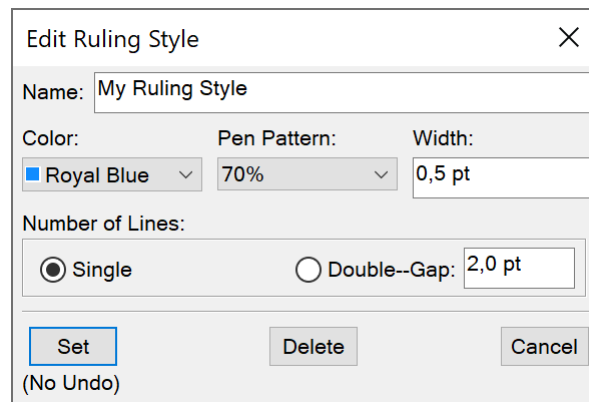 Edit Ruling Style
Name: My Ruling Style
Color: Pen Pattern: Width:
Royal Blue 70% 0,5 pt
Number of Lines:
Single Double--Gap: 2,0 pt
Set Delete Cancel
(No Undo)